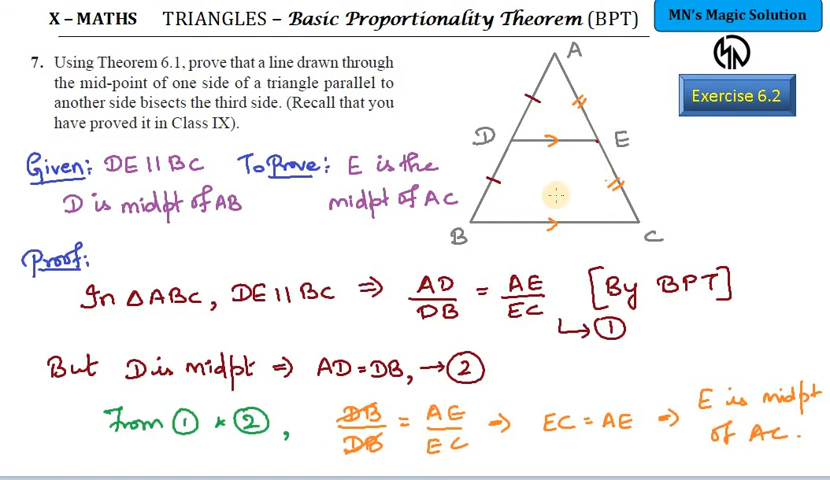 X – MATHS TRIANGLES – Basic Proportionality Theorem (BPT)
MN's Magic Solution
MN
Exercise 6.2
7. Using Theorem 6.1, prove that a line drawn through
the mid-point of one side of a triangle parallel to
another side bisects the third side. (Recall that you
have proved it in Class IX).
A
D E
B C
Given: DE || BC To Prove: E is the
D is midpt of AB midpt of AC
Proof:
In △ABC, DE || BC ⇒ AD/DB = AE/EC [By BPT]
↳ ①
But D is midpt ⇒ AD = DB, → ②
From ① & ②, DB/DB = AE/EC ⇒ EC = AE ⇒ E is midpt
of AC.